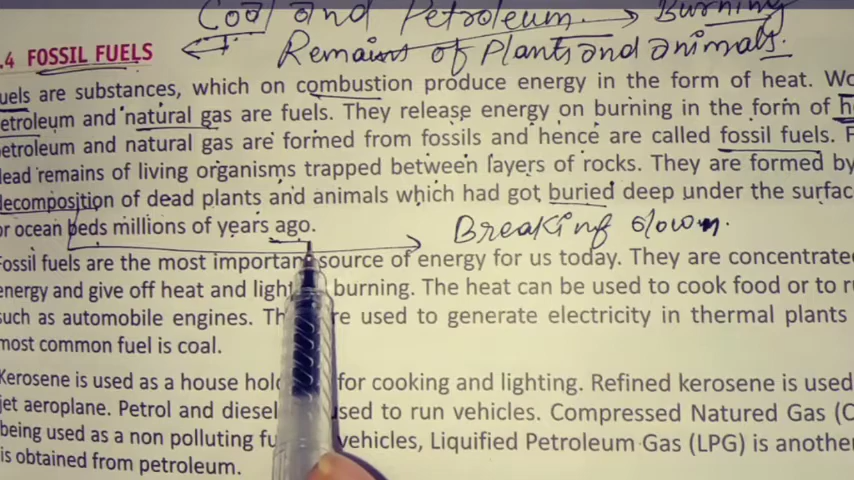 Coal and Petroleum. → Burning
.4 FOSSIL FUELS
Remains of Plants and animals.
uels are substances, which on combustion produce energy in the form of heat. Wo
etroleum and natural gas are fuels. They release energy on burning in the form of h
petroleum and natural gas are formed from fossils and hence are called fossil fuels. F
dead remains of living organisms trapped between layers of rocks. They are formed by
decomposition of dead plants and animals which had got buried deep under the surfac
or ocean beds millions of years ago.
Breaking down.
Fossil fuels are the most important source of energy for us today. They are concentrated
energy and give off heat and light burning. The heat can be used to cook food or to ru
such as automobile engines. Th re used to generate electricity in thermal plants
most common fuel is coal.
Kerosene is used as a house hol for cooking and lighting. Refined kerosene is used
jet aeroplane. Petrol and diesel used to run vehicles. Compressed Natured Gas (C
being used as a non polluting fu vehicles, Liquified Petroleum Gas (LPG) is another
is obtained from petroleum.